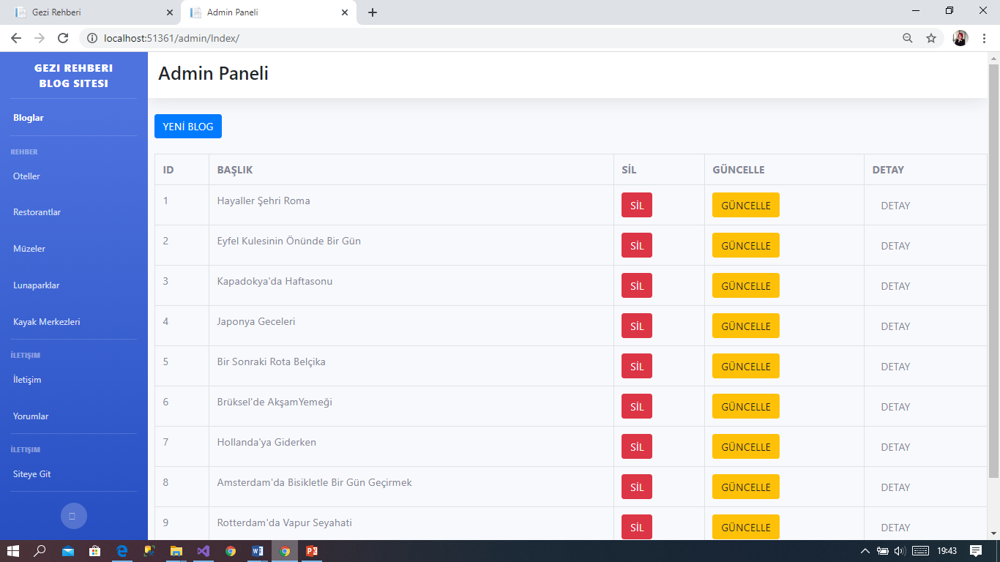 Gezi Rehberi
Admin Paneli
localhost:51361/admin/Index/
GEZI REHBERI
BLOG SITESI
Bloglar
REHBER
Oteller
Restorantlar
Müzeler
Lunaparklar
Kayak Merkezleri
İLETIŞIM
İletişim
Yorumlar
İLETIŞIM
Siteye Git
Admin Paneli
YENİ BLOG
ID BAŞLIK SİL GÜNCELLE DETAY
1 Hayaller Şehri Roma SİL GÜNCELLE DETAY
2 Eyfel Kulesinin Önünde Bir Gün SİL GÜNCELLE DETAY
3 Kapadokya'da Haftasonu SİL GÜNCELLE DETAY
4 Japonya Geceleri SİL GÜNCELLE DETAY
5 Bir Sonraki Rota Belçika SİL GÜNCELLE DETAY
6 Brüksel'de AkşamYemeği SİL GÜNCELLE DETAY
7 Hollanda'ya Giderken SİL GÜNCELLE DETAY
8 Amsterdam'da Bisikletle Bir Gün Geçirmek SİL GÜNCELLE DETAY
9 Rotterdam'da Vapur Seyahati SİL GÜNCELLE DETAY
19:43